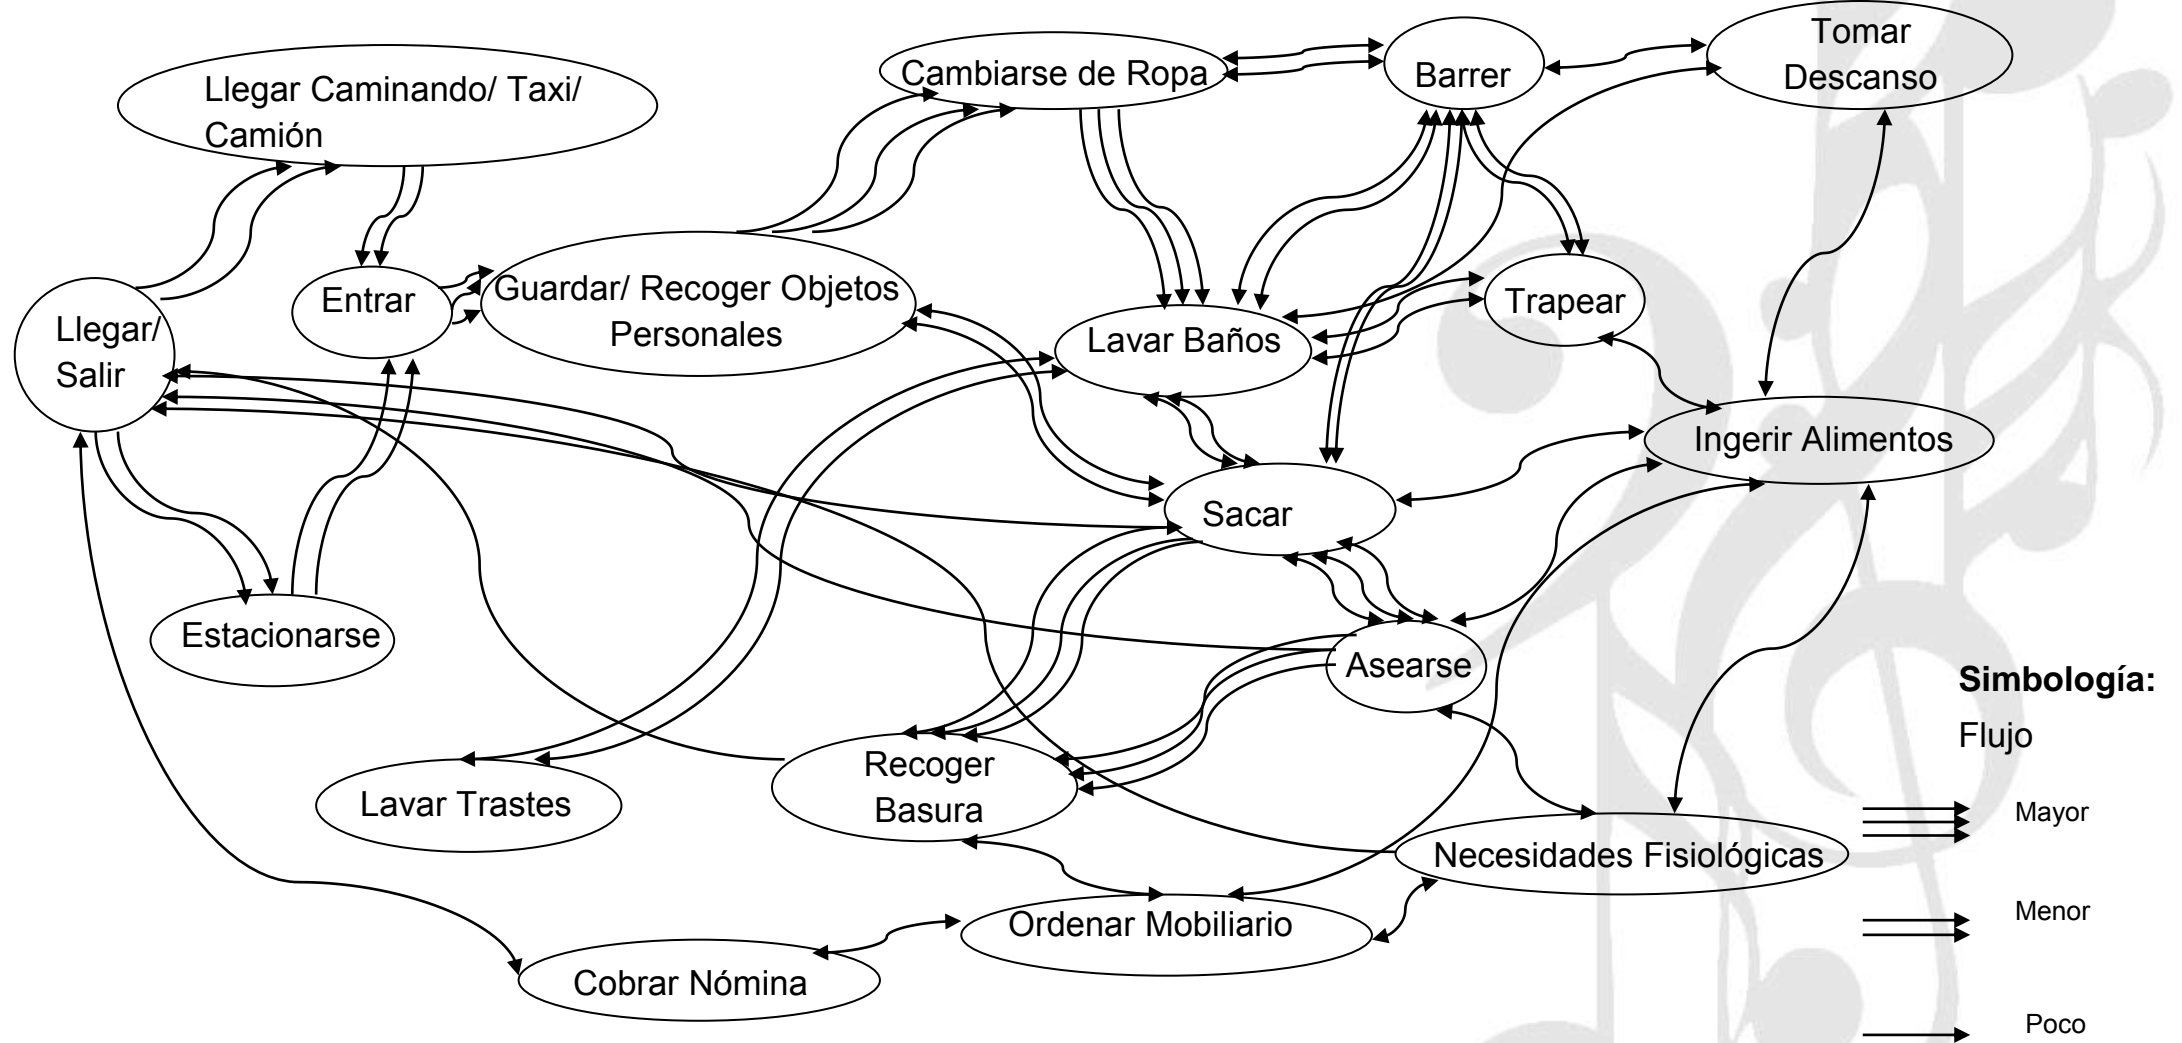 Tomar
Descanso
Cambiarse de Ropa
Barrer
Llegar Caminando/ Taxi/
Camión
Entrar
Guardar/ Recoger Objetos
Personales
Trapear
Llegar/
Salir
Lavar Baños
Ingerir Alimentos
Sacar
Estacionarse
Asearse
Simbología:
Flujo
Recoger
Basura
Lavar Trastes
Mayor
Necesidades Fisiológicas
Menor
Ordenar Mobiliario
Cobrar Nómina
Poco